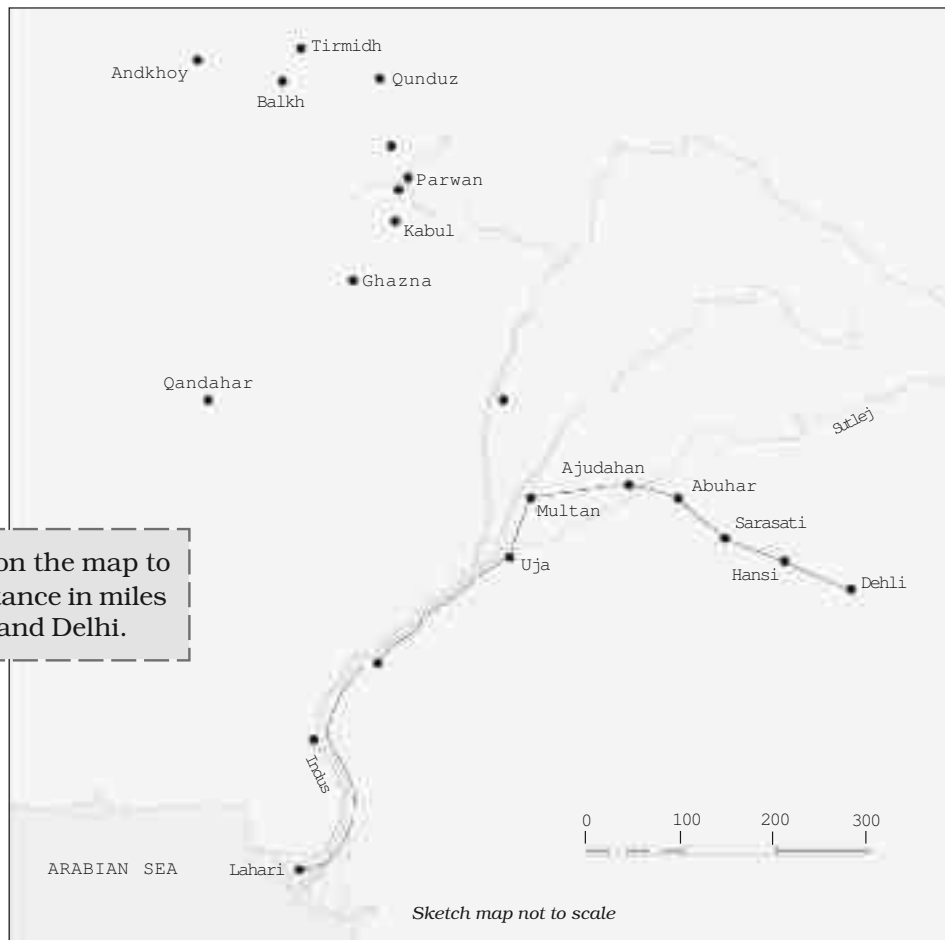 Tirmidh
Andkhoy
Qunduz
Balkh
Parwan
Kabul
Ghazna
Qandahar
Sutlej
Ajudahan
Abuhar
Multan
Sarasati
Uja
Hansi
Dehli
on the map to
tance in miles
and Delhi.
Indus
0 100 200 300
ARABIAN SEA
Lahari
Sketch map not to scale